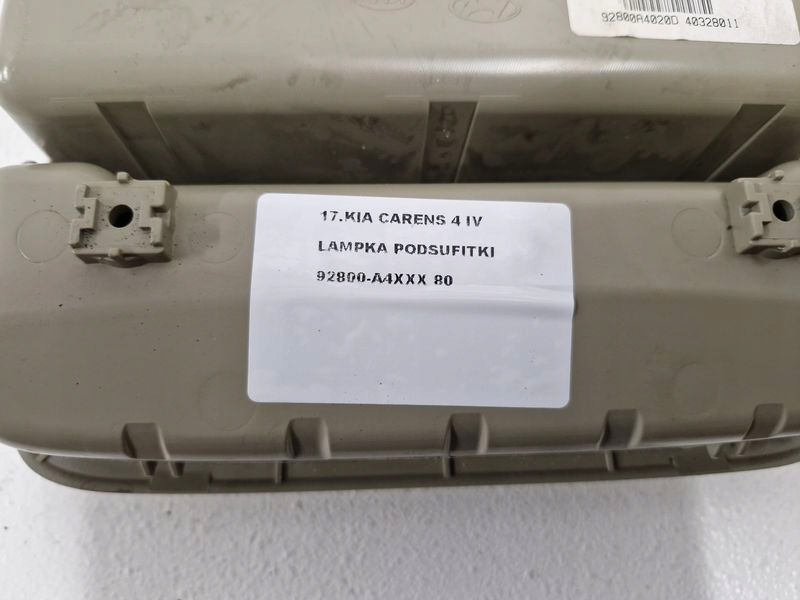 92800A4020D 40328011
17.KIA CARENS 4 IV
LAMPKA PODSUFITKI
92800-A4XXX 80